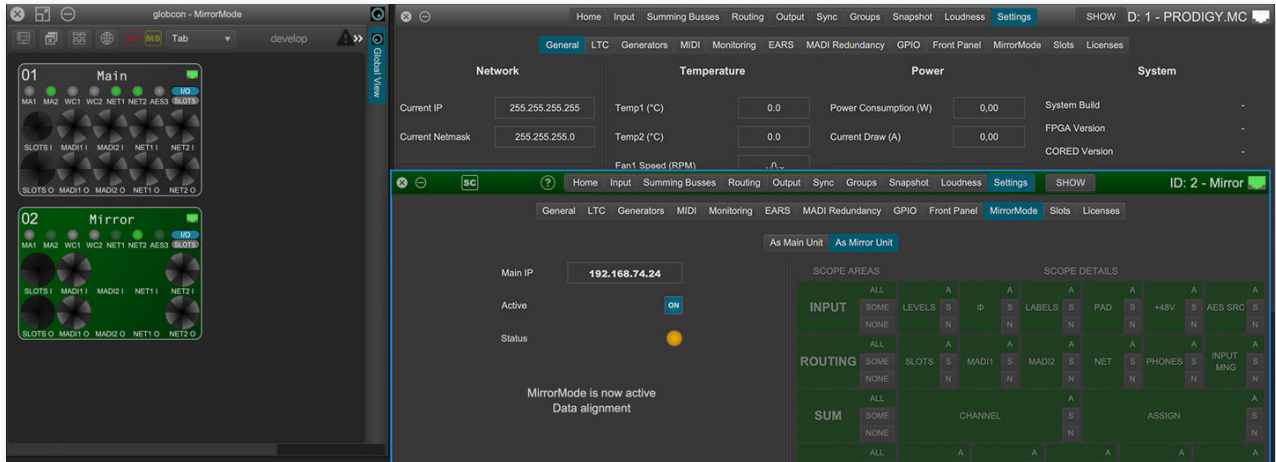 globcon - MirrorMode
MS Tab develop
Global View
01 Main
MA1 MA2 WC1 WC2 NET1 NET2 AES3 I/O SLOTS
SLOTS I MADI1 I MADI2 I NET1 I NET2 I
SLOTS O MADI1 O MADI2 O NET1 O NET2 O
02 Mirror
MA1 MA2 WC1 WC2 NET1 NET2 AES3 I/O SLOTS
SLOTS I MADI1 I MADI2 I NET1 I NET2 I
SLOTS O MADI1 O MADI2 O NET1 O NET2 O
Home Input Summing Busses Routing Output Sync Groups Snapshot Loudness Settings SHOW D: 1 - PRODIGY.MC
General LTC Generators MIDI Monitoring EARS MADI Redundancy GPIO Front Panel MirrorMode Slots Licenses
Network Temperature Power System
Current IP 255.255.255.255 Temp1 (°C) 0.0 Power Consumption (W) 0,00 System Build -
Current Netmask 255.255.255.0 Temp2 (°C) 0.0 Current Draw (A) 0,00 FPGA Version -
Fan1 Speed (RPM) CORED Version -
SC ? Home Input Summing Busses Routing Output Sync Groups Snapshot Loudness Settings SHOW ID: 2 - Mirror
General LTC Generators MIDI Monitoring EARS MADI Redundancy GPIO Front Panel MirrorMode Slots Licenses
As Main Unit As Mirror Unit
Main IP 192.168.74.24
Active ON
Status
MirrorMode is now active
Data alignment
SCOPE AREAS SCOPE DETAILS
ALL A A A A A A
INPUT SOME LEVELS S Φ S LABELS S PAD S +48V S AES SRC S
NONE N N N N N N
ALL A A A A A A
ROUTING SOME SLOTS S MADI1 S MADI2 S NET S PHONES S INPUT MNG S
NONE N N N N N N
ALL A A
SUM SOME CHANNEL S ASSIGN S
NONE N N
ALL A A A A A